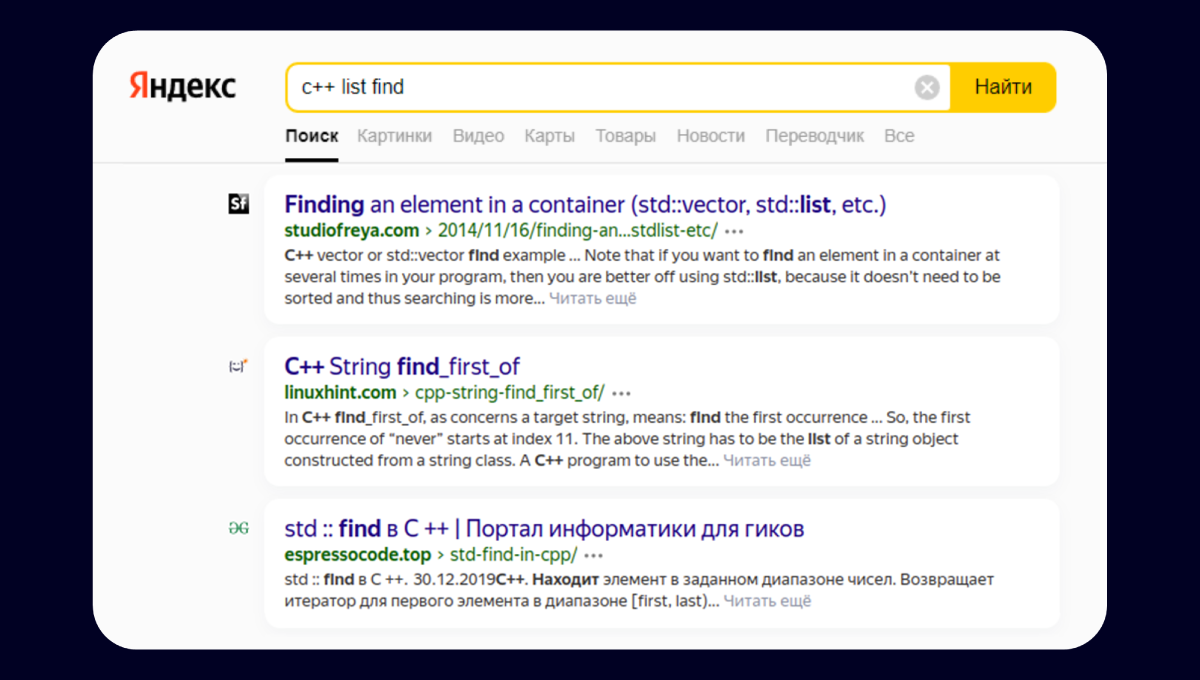 Яндекс
c++ list find
Найти
Поиск Картинки Видео Карты Товары Новости Переводчик Все
Sf
Finding an element in a container (std::vector, std::list, etc.)
studiofreya.com › 2014/11/16/finding-an...stdlist-etc/ •••
C++ vector or std::vector find example ... Note that if you want to find an element in a container at
several times in your program, then you are better off using std::list, because it doesn’t need to be
sorted and thus searching is more... Читать ещё
C++ String find_first_of
linuxhint.com › cpp-string-find_first_of/ •••
In C++ find_first_of, as concerns a target string, means: find the first occurrence ... So, the first
occurrence of “never” starts at index 11. The above string has to be the list of a string object
constructed from a string class. A C++ program to use the... Читать ещё
std :: find в C ++ | Портал информатики для гиков
espressocode.top › std-find-in-cpp/ •••
std :: find в C ++. 30.12.2019C++. Находит элемент в заданном диапазоне чисел. Возвращает
итератор для первого элемента в диапазоне [first, last)... Читать ещё